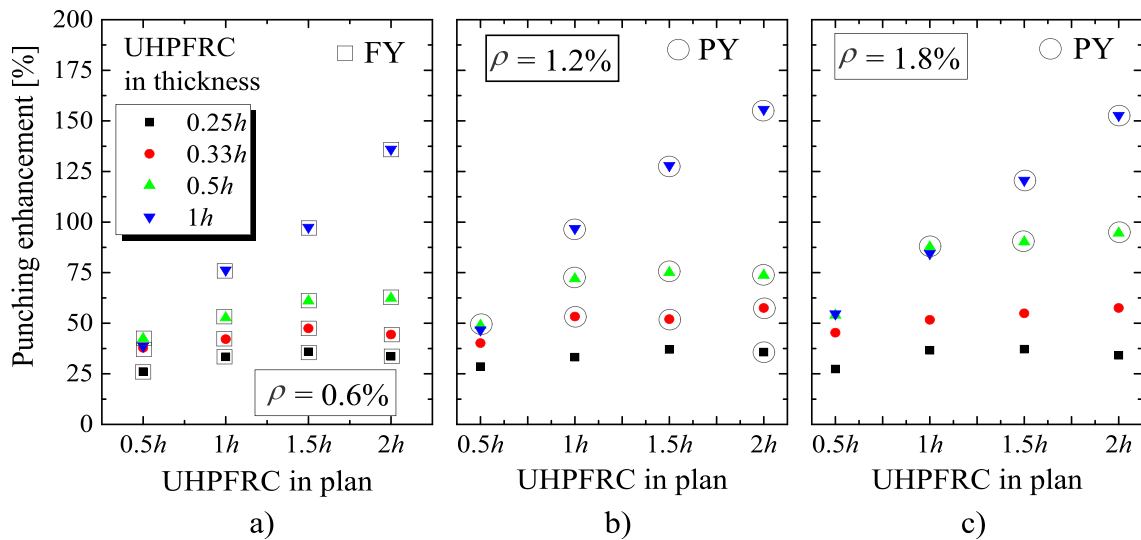 Punching enhancement [%]
200
175
150
125
100
75
50
25
0
UHPFRC
in thickness
0.25h
0.33h
0.5h
1h
FY
ρ = 0.6%
0.5h 1h 1.5h 2h
UHPFRC in plan
a)
ρ = 1.2%
PY
0.5h 1h 1.5h 2h
UHPFRC in plan
b)
ρ = 1.8%
PY
0.5h 1h 1.5h 2h
UHPFRC in plan
c)